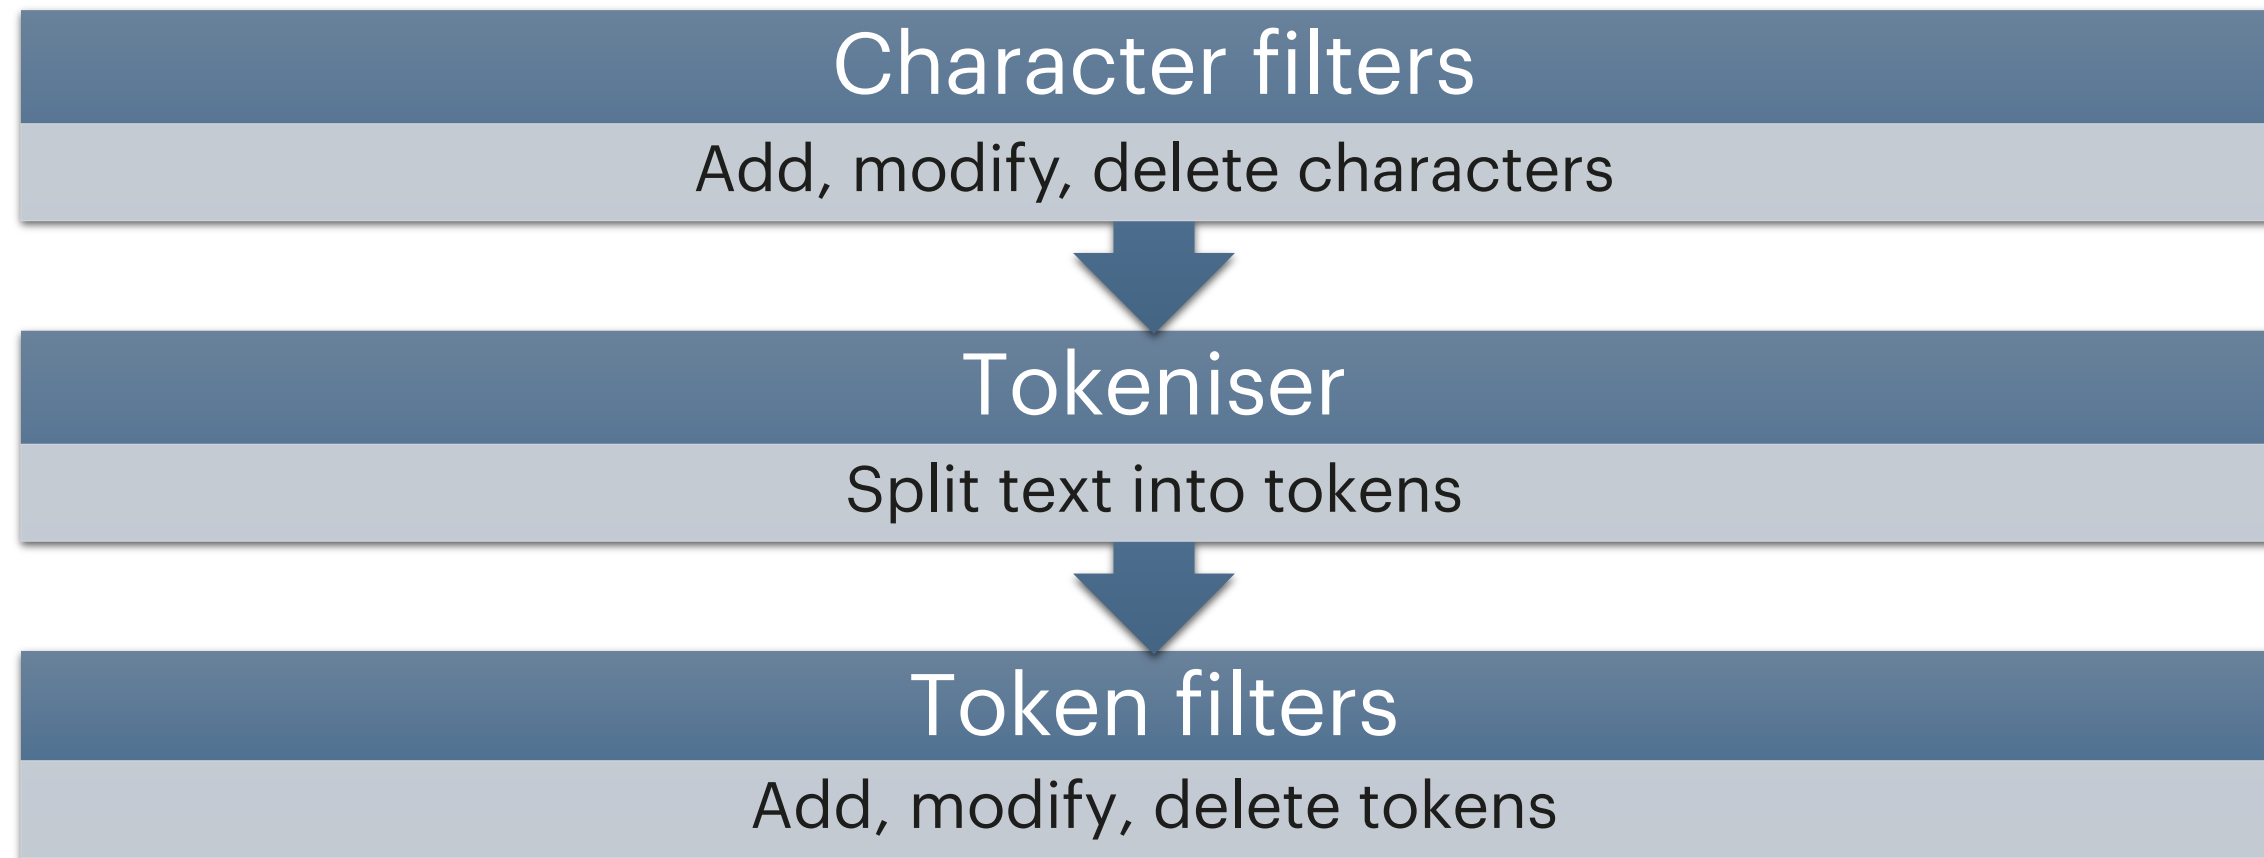 Character filters
Add, modify, delete characters
Tokeniser
Split text into tokens
Token filters
Add, modify, delete tokens